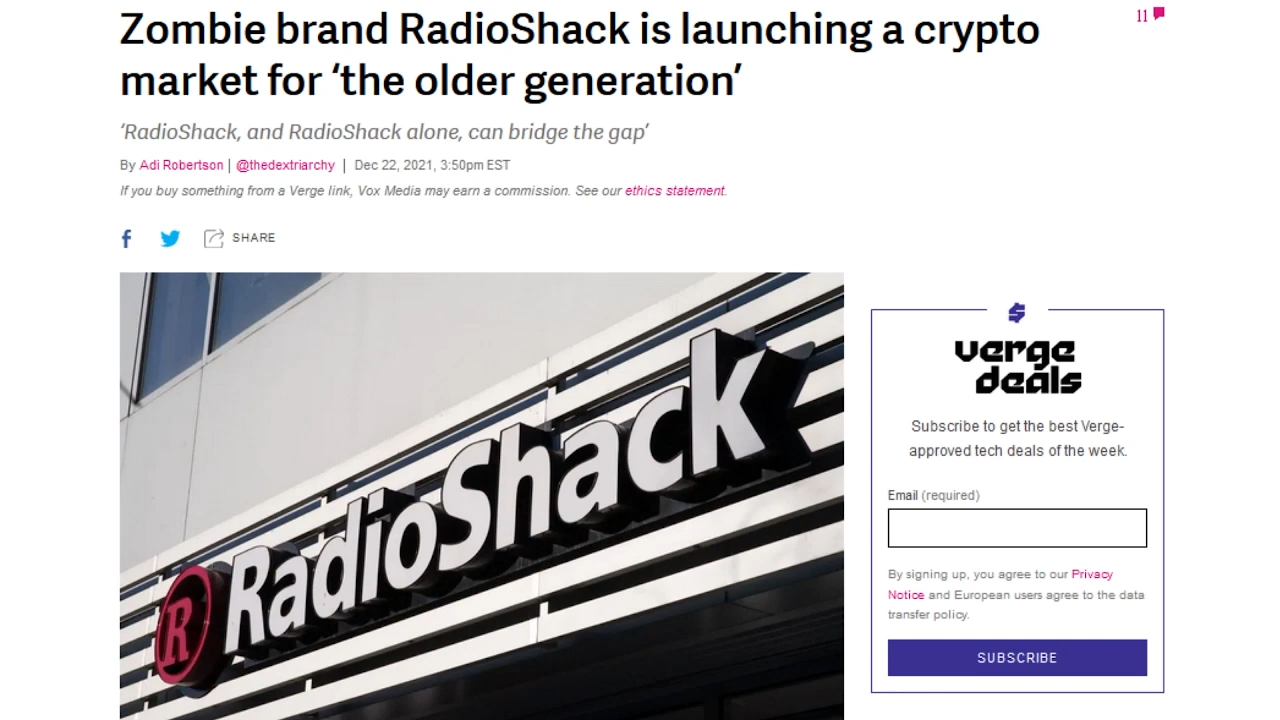 Zombie brand RadioShack is launching a crypto
market for ‘the older generation’
11
‘RadioShack, and RadioShack alone, can bridge the gap’
By Adi Robertson | @thedextriarchy | Dec 22, 2021, 3:50pm EST
If you buy something from a Verge link, Vox Media may earn a commission. See our ethics statement.
f
SHARE
R RadioShack
verge
deals
Subscribe to get the best Verge-
approved tech deals of the week.
Email (required)
By signing up, you agree to our Privacy
Notice and European users agree to the data
transfer policy.
SUBSCRIBE